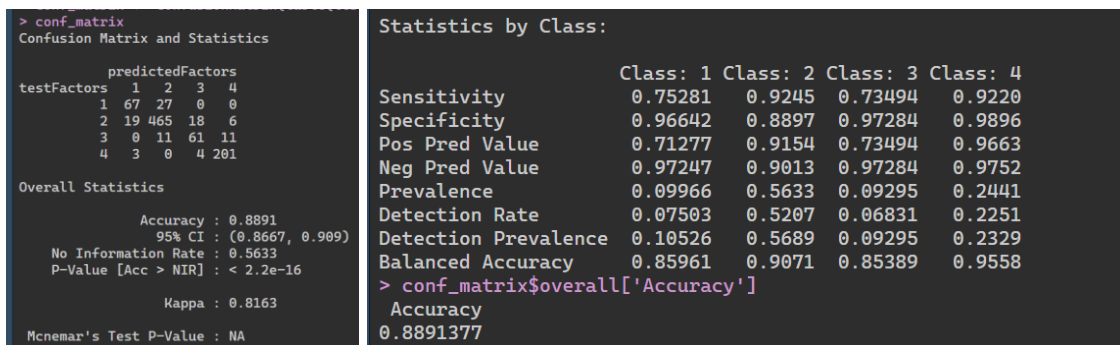 > conf_matrix
Confusion Matrix and Statistics
predictedFactors
testFactors 1 2 3 4
1 67 27 0 0
2 19 465 18 6
3 0 11 61 11
4 3 0 4 201
Overall Statistics
Accuracy : 0.8891
95% CI : (0.8667, 0.909)
No Information Rate : 0.5633
P-Value [Acc > NIR] : < 2.2e-16
Kappa : 0.8163
Mcnemar's Test P-Value : NA
Statistics by Class:
Class: 1 Class: 2 Class: 3 Class: 4
Sensitivity 0.75281 0.9245 0.73494 0.9220
Specificity 0.96642 0.8897 0.97284 0.9896
Pos Pred Value 0.71277 0.9154 0.73494 0.9663
Neg Pred Value 0.97247 0.9013 0.97284 0.9752
Prevalence 0.09966 0.5633 0.09295 0.2441
Detection Rate 0.07503 0.5207 0.06831 0.2251
Detection Prevalence 0.10526 0.5689 0.09295 0.2329
Balanced Accuracy 0.85961 0.9071 0.85389 0.9558
> conf_matrix$overall['Accuracy']
Accuracy
0.8891377